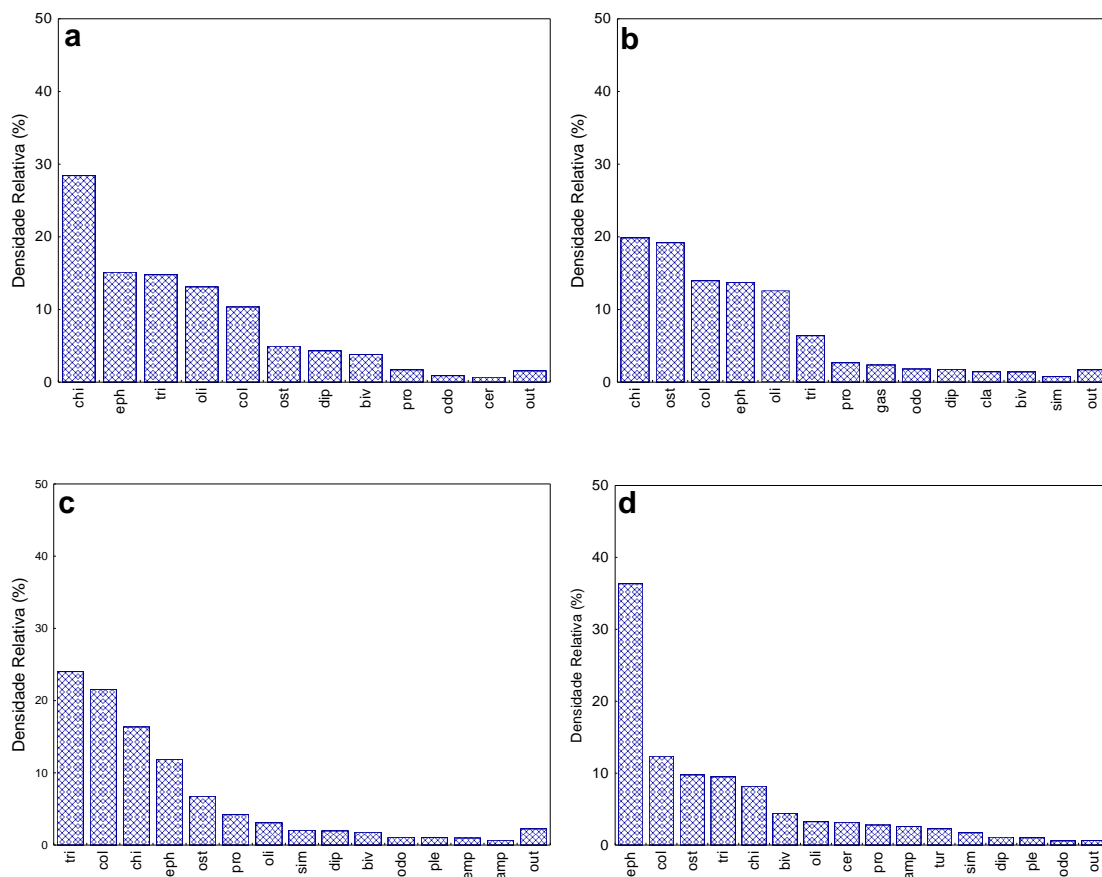 a
Densidade Relativa (%)
50
40
30
20
10
0
chi eph tri oli col ost dip biv pro odo cer out
b
Densidade Relativa (%)
50
40
30
20
10
0
chi ost col eph oli tri pro gas odo dip cla biv sim out
c
Densidade Relativa (%)
50
40
30
20
10
0
tri col chi eph ost pro oli sim dip biv odo ple emp amp out
d
Densidade Relativa (%)
50
40
30
20
10
0
eph col ost tri chi biv oli cer pro amp tur sim dip ple odo out